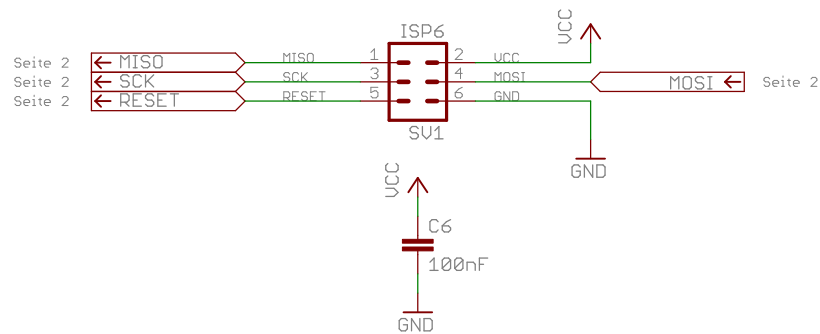 ISP6
VCC
Seite 2 MISO MISO 1 2 VCC
Seite 2 SCK SCK 3 4 MOSI MOSI Seite 2
Seite 2 RESET RESET 5 6 GND
SV1
GND
VCC
C6
100nF
GND